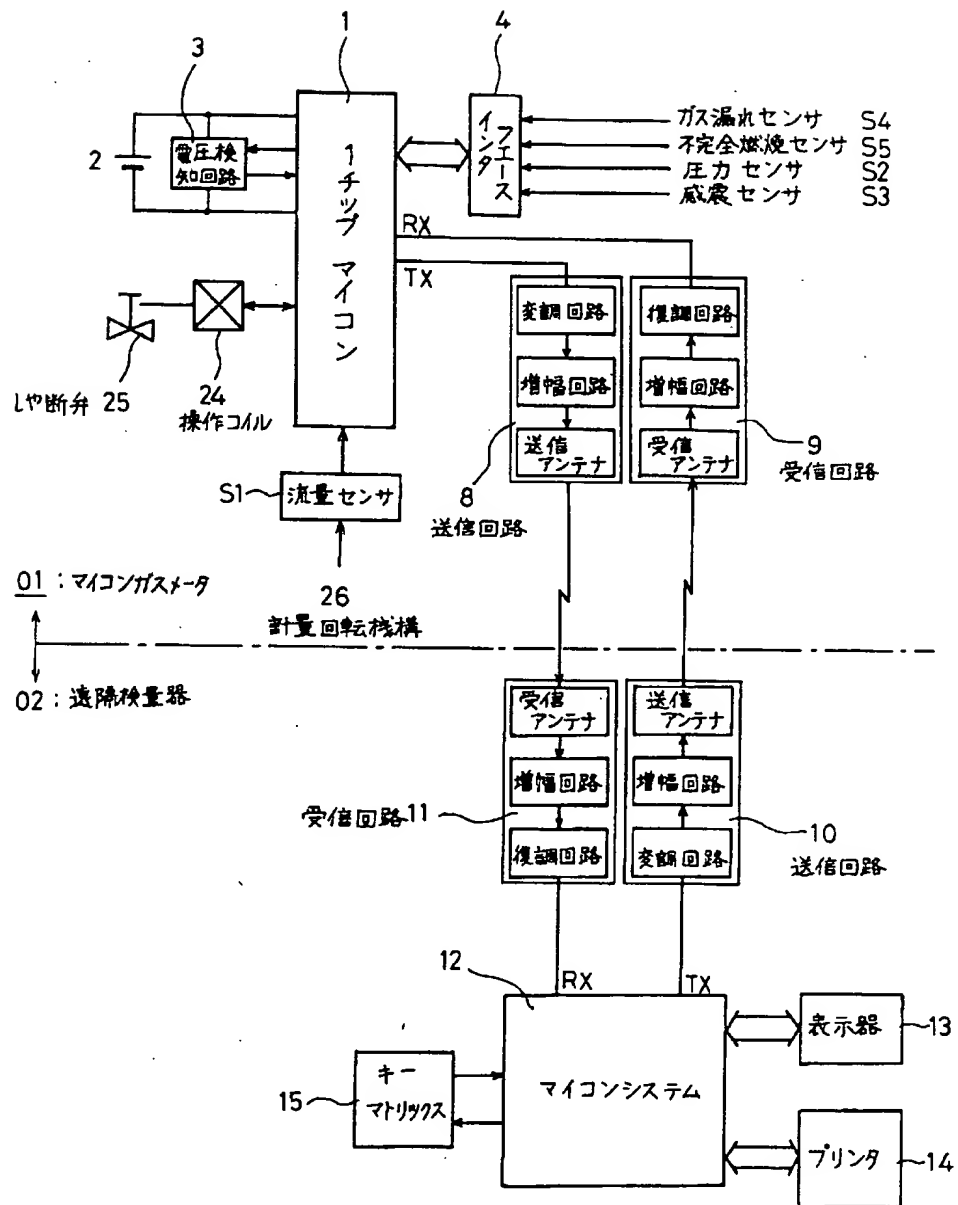 1
3
4
2
電圧検
知回路
1チップ マイコン
インタ
フエース
ガス漏れセンサ S4
不完全燃焼センサ S5
圧力センサ S2
感震センサ S3
RX
TX
しや断弁 25
24
操作コイル
変調回路
増幅回路
送信
アンテナ
8
送信回路
復調回路
増幅回路
受信
アンテナ
9
受信回路
S1
流量センサ
26
計量回転桟構
01:マイコンガスメータ
02:遠隔検量器
受信
アンテナ
増幅回路
復調回路
受信回路11
送信
アンテナ
増幅回路
変調回路
10
送信回路
12
RX
TX
マイコンシステム
キー
マトリックス
15
表示器
13
プリンタ
14